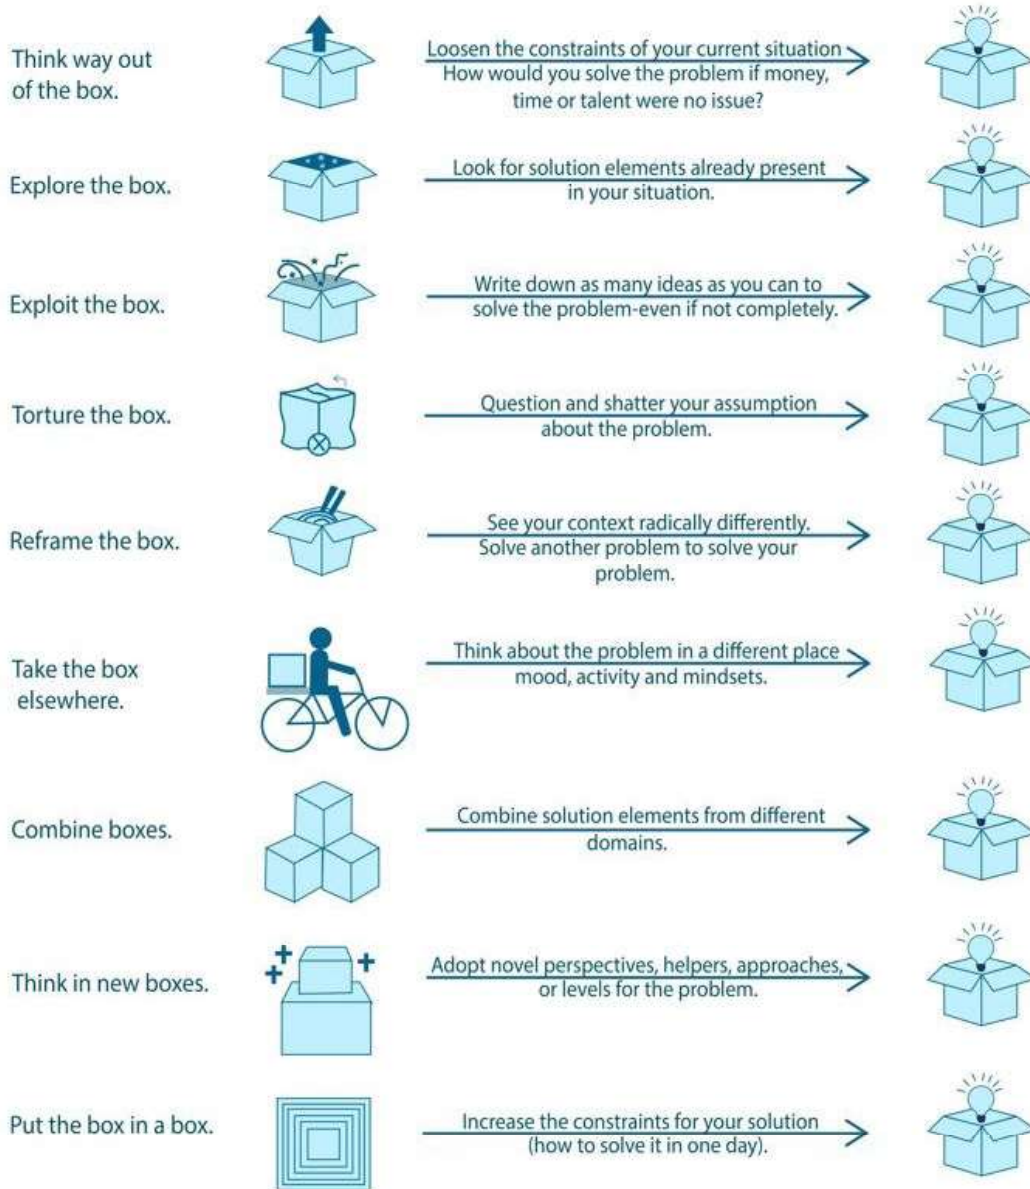 Think way out
of the box.
Loosen the constraints of your current situation
How would you solve the problem if money,
time or talent were no issue?
Explore the box.
Look for solution elements already present
in your situation.
Exploit the box.
Write down as many ideas as you can to
solve the problem-even if not completely.
Torture the box.
Question and shatter your assumption
about the problem.
Reframe the box.
See your context radically differently.
Solve another problem to solve your
problem.
Take the box
elsewhere.
Think about the problem in a different place
mood, activity and mindsets.
Combine boxes.
Combine solution elements from different
domains.
Think in new boxes.
Adopt novel perspectives, helpers, approaches,
or levels for the problem.
Put the box in a box.
Increase the constraints for your solution
(how to solve it in one day).